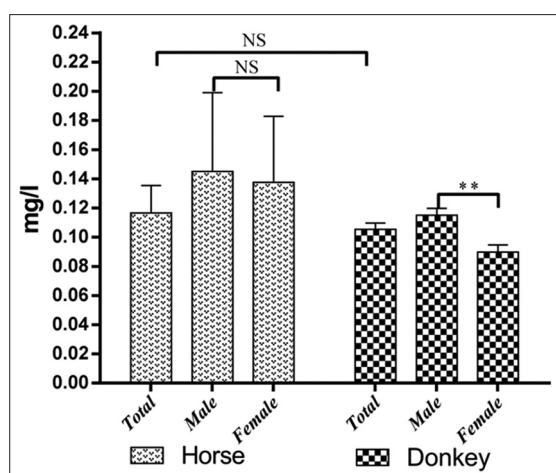 NS
NS
**
mg/l
0.24
0.22
0.20
0.18
0.16
0.14
0.12
0.10
0.08
0.06
0.04
0.02
0.00
Total Male Female Total Male Female
Horse Donkey